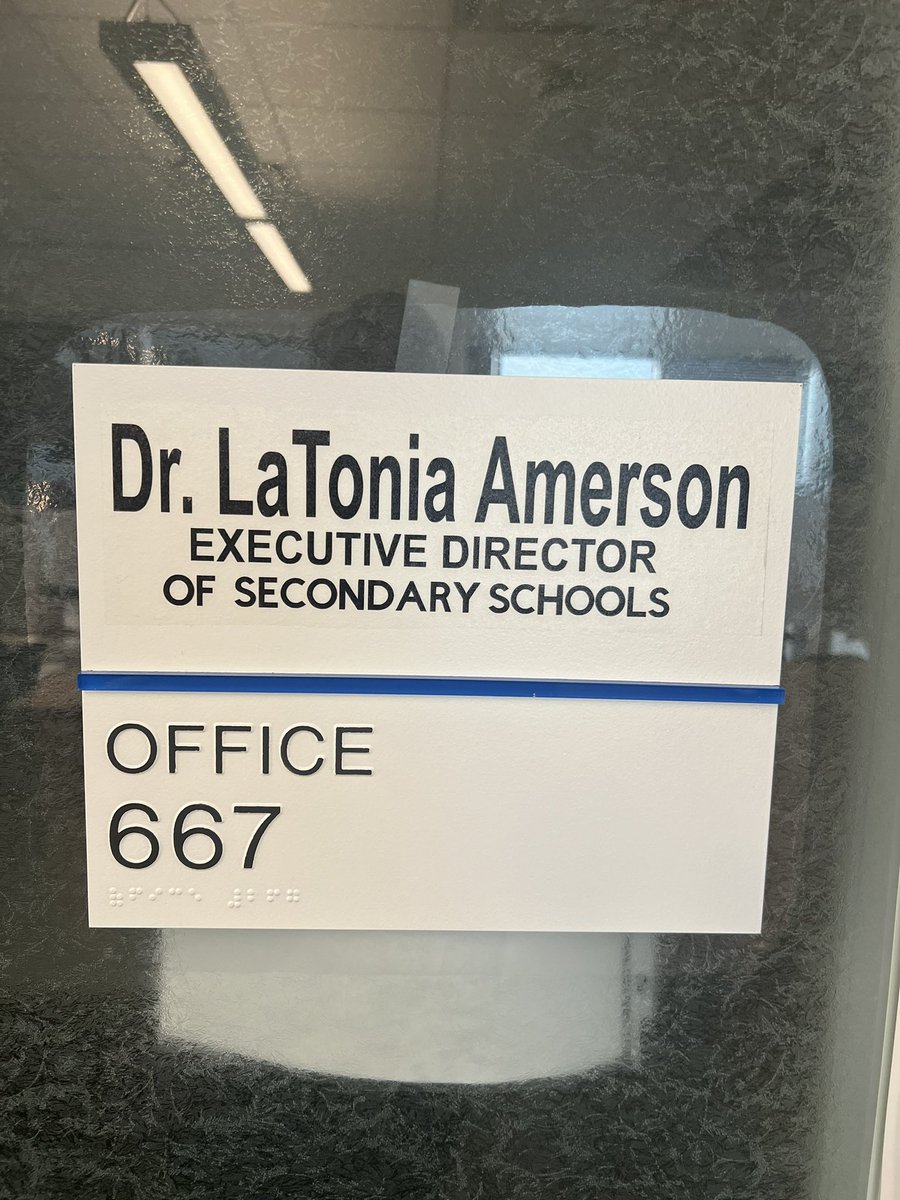 Dr. LaTonia Amerson
EXECUTIVE DIRECTOR
OF SECONDARY SCHOOLS
OFFICE
667